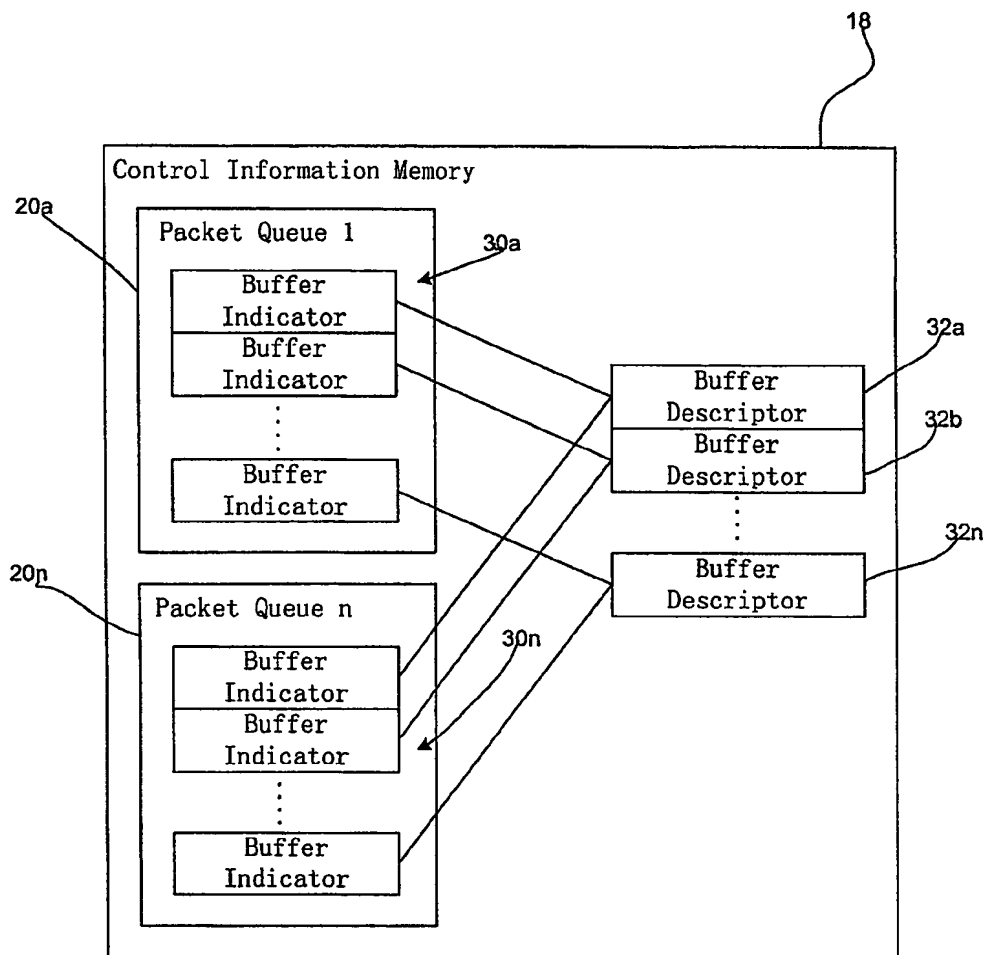 18
Control Information Memory
20a
Packet Queue 1
30a
Buffer
Indicator
Buffer
Indicator
Buffer
Indicator
32a
Buffer
Descriptor
32b
Buffer
Descriptor
32n
Buffer
Descriptor
20n
Packet Queue n
30n
Buffer
Indicator
Buffer
Indicator
Buffer
Indicator